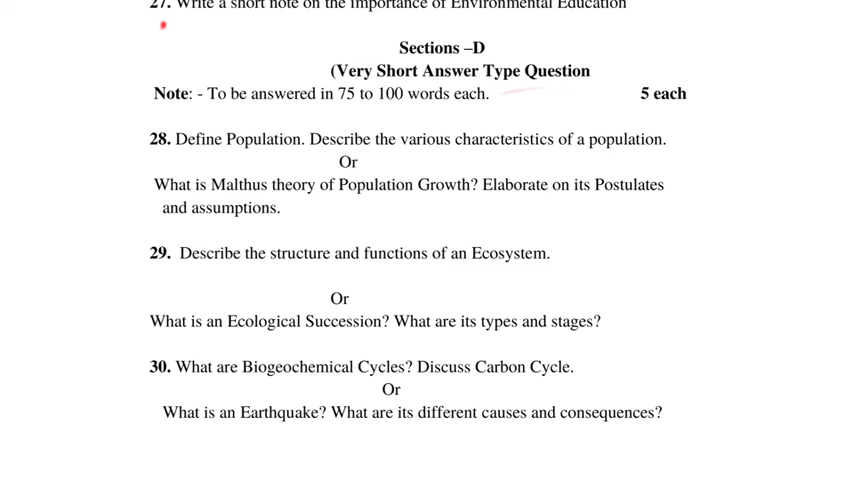 27. Write a short note on the importance of Environmental Education
Sections –D
(Very Short Answer Type Question
Note: - To be answered in 75 to 100 words each. 5 each
28. Define Population. Describe the various characteristics of a population.
Or
What is Malthus theory of Population Growth? Elaborate on its Postulates
and assumptions.
29. Describe the structure and functions of an Ecosystem.
Or
What is an Ecological Succession? What are its types and stages?
30. What are Biogeochemical Cycles? Discuss Carbon Cycle.
Or
What is an Earthquake? What are its different causes and consequences?